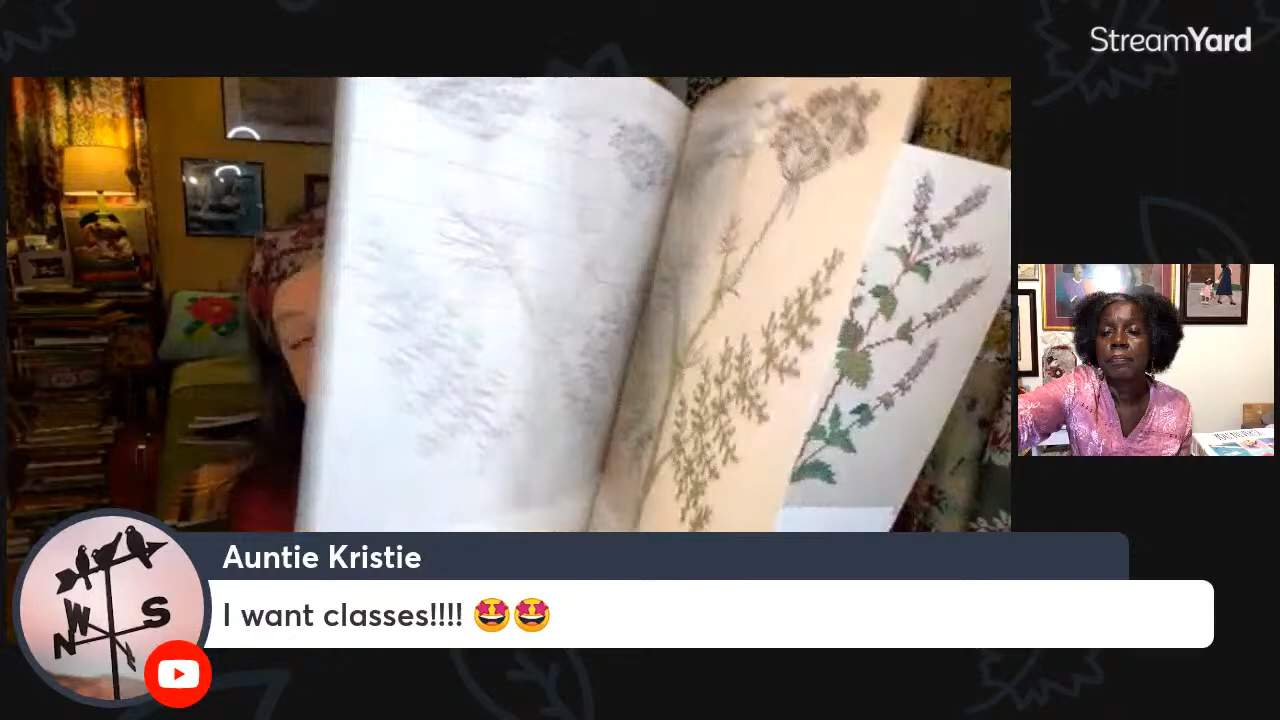 StreamYard
Auntie Kristie
I want classes!!!! 🤩🤩
N
W
S